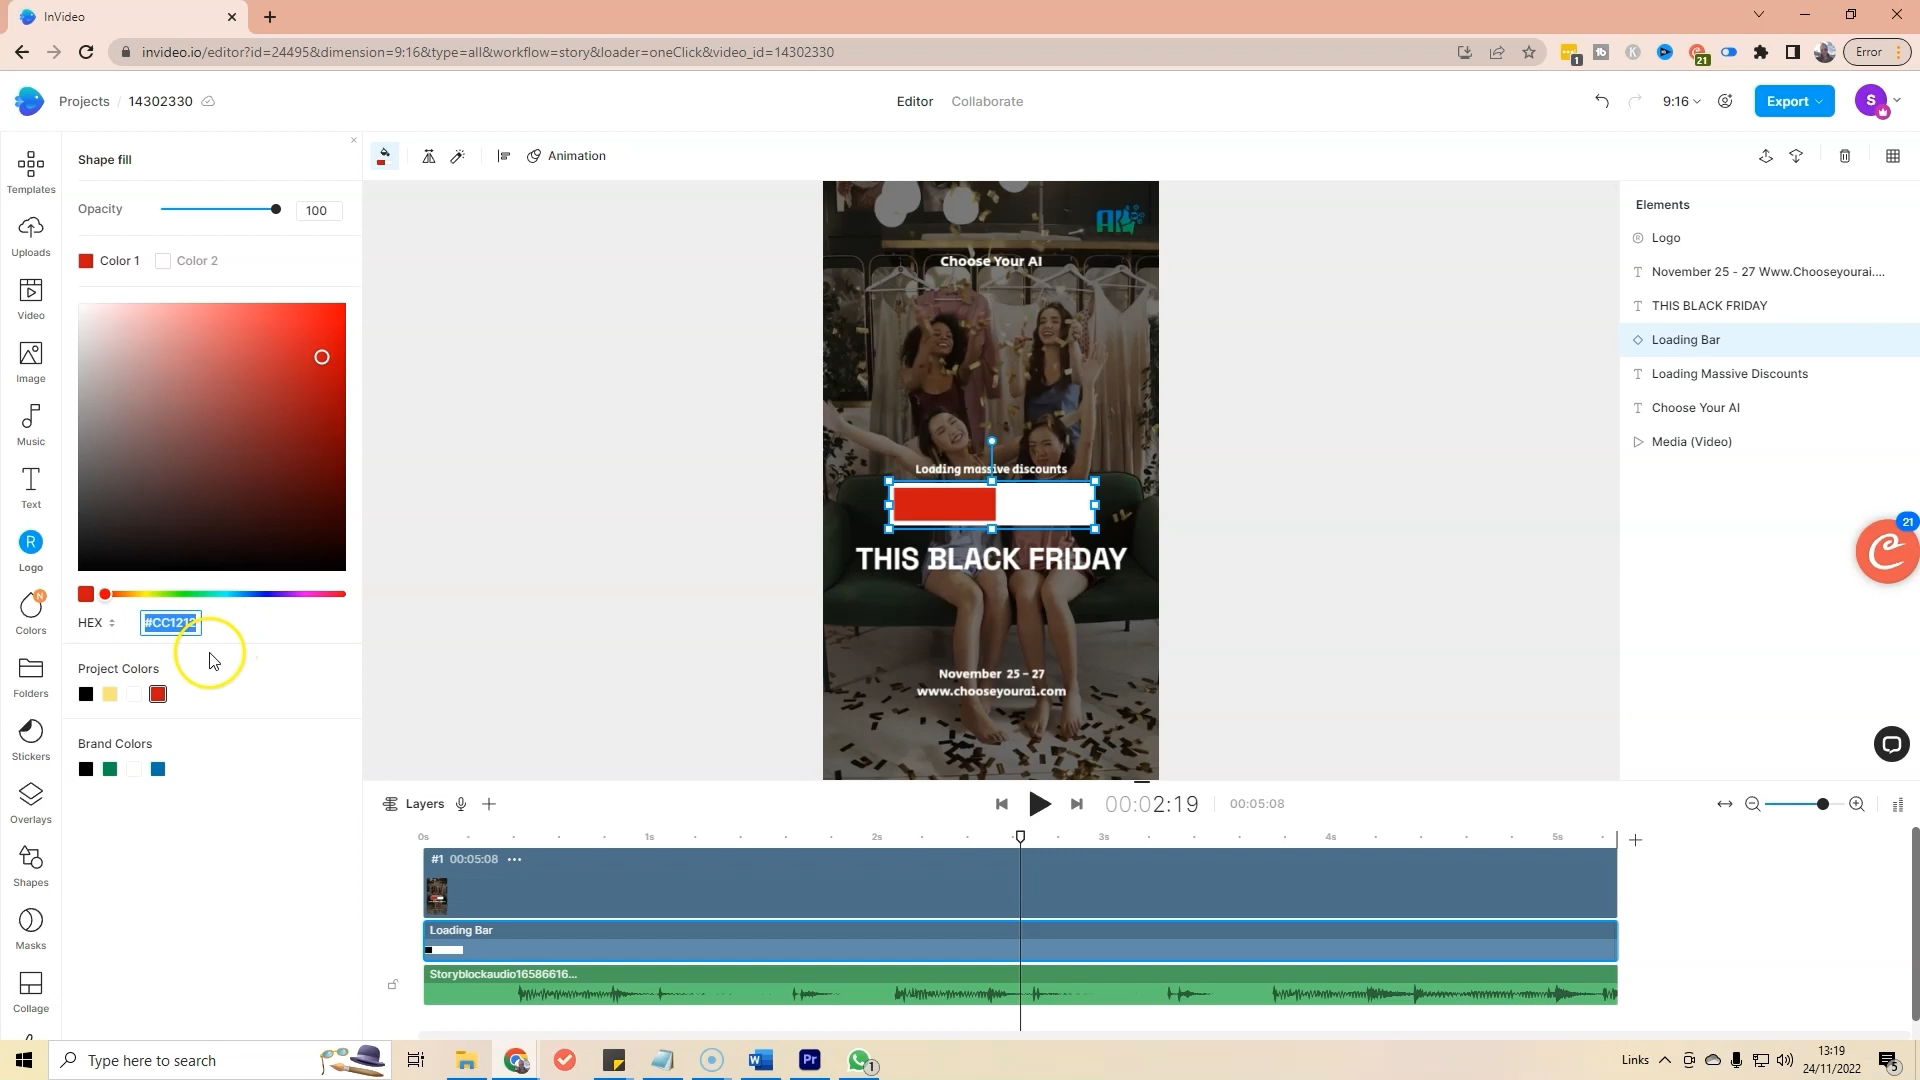 InVideo
invideo.io/editor?id=24495&dimension=9:16&type=all&workflow=story&loader=oneClick&video_id=14302330
1
21
Error
Projects / 14302330
Editor
Collaborate
9:16
Export
S
Shape fill
Animation
Templates
Uploads
Video
Image
Music
Text
R
Logo
N
Colors
Folders
Stickers
Overlays
Shapes
Masks
Collage
Opacity
100
Color 1
Color 2
HEX
#CC1212
Project Colors
Brand Colors
AI
Choose Your AI
Loading massive discounts
THIS BLACK FRIDAY
November 25 - 27
www.chooseyourai.com
Elements
Logo
November 25 - 27 Www.Chooseyourai....
THIS BLACK FRIDAY
Loading Bar
Loading Massive Discounts
Choose Your AI
Media (Video)
21
Layers
00:02:19
00:05:08
0s
1s
2s
3s
4s
5s
#1 00:05:08 •••
Loading Bar
Storyblockaudio16586616...
Type here to search
Pr
1
Links
13:19
24/11/2022
5